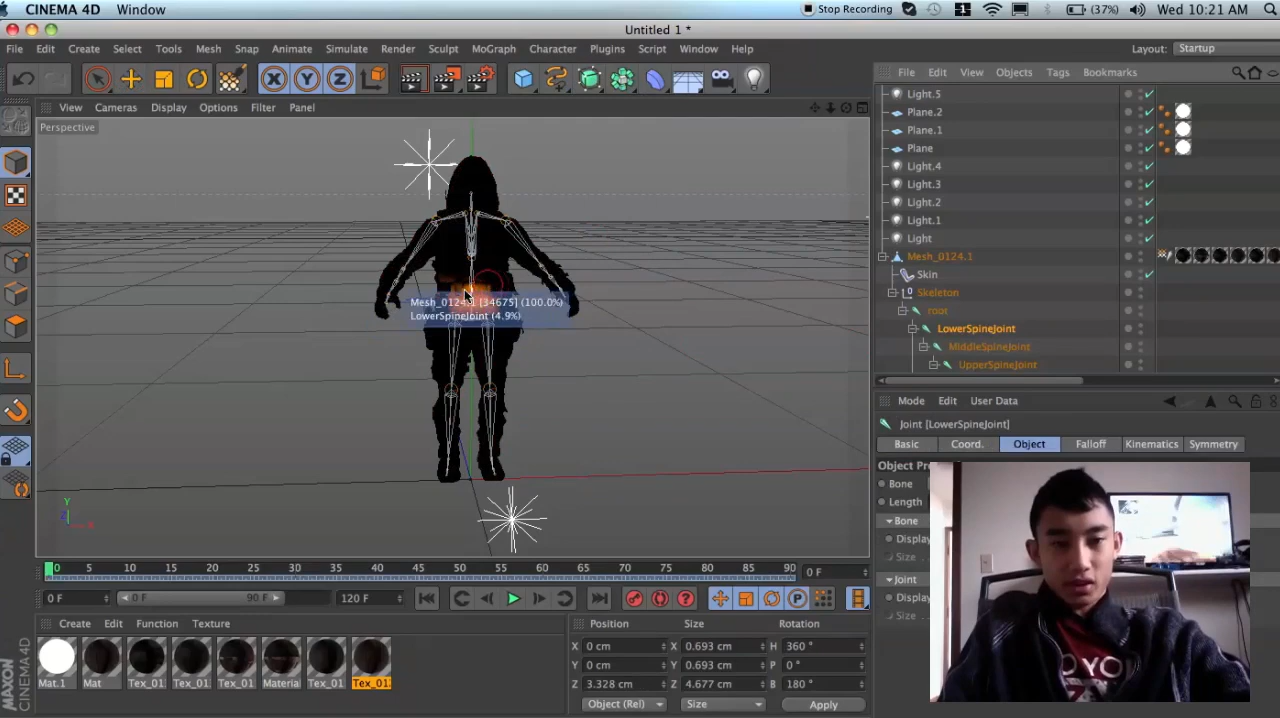 CINEMA 4D Window
Stop Recording 1 (37%) Wed 10:21 AM
Untitled 1 *
File Edit Create Select Tools Mesh Snap Animate Simulate Render Sculpt MoGraph Character Plugins Script Window Help
Layout: Startup
X Y Z
View Cameras Display Options Filter Panel
Perspective
Mesh_0124.1 [34675] (100.0%)
LowerSpineJoint (4.9%)
Y
Z X
File Edit View Objects Tags Bookmarks
Light.5
Plane.2
Plane.1
Plane
Light.4
Light.3
Light.2
Light.1
Light
Mesh_0124.1
Skin
Skeleton
root
LowerSpineJoint
MiddleSpineJoint
UpperSpineJoint
Mode Edit User Data
Joint [LowerSpineJoint]
Basic Coord. Object Falloff Kinematics Symmetry
Object Pr
Bone
Length
Bone
Display
Size
Joint
Display
Size
0 5 10 15 20 25 30 35 40 45 50 55 60 65 70 75 80 85 90
0 F
0 F 0 F 90 F 120 F
Create Edit Function Texture
Mat.1 Mat Tex_01 Tex_01 Tex_01 Material Tex_01 Tex_01
Position Size Rotation
X 0 cm X 0.693 cm H 360 °
Y 0 cm Y 0.693 cm P 0 °
Z 3.328 cm Z 4.677 cm B 180 °
Object (Rel) Size Apply
MAXON
CINEMA 4D